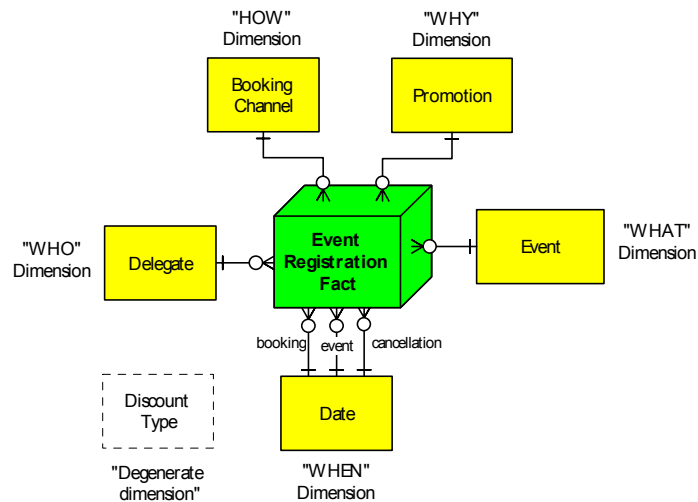 "HOW"
Dimension
"WHY"
Dimension
Booking
Channel
Promotion
"WHO"
Dimension
Delegate
Event
Registration
Fact
Event
"WHAT"
Dimension
booking
event
cancellation
Discount
Type
Date
"Degenerate
dimension"
"WHEN"
Dimension